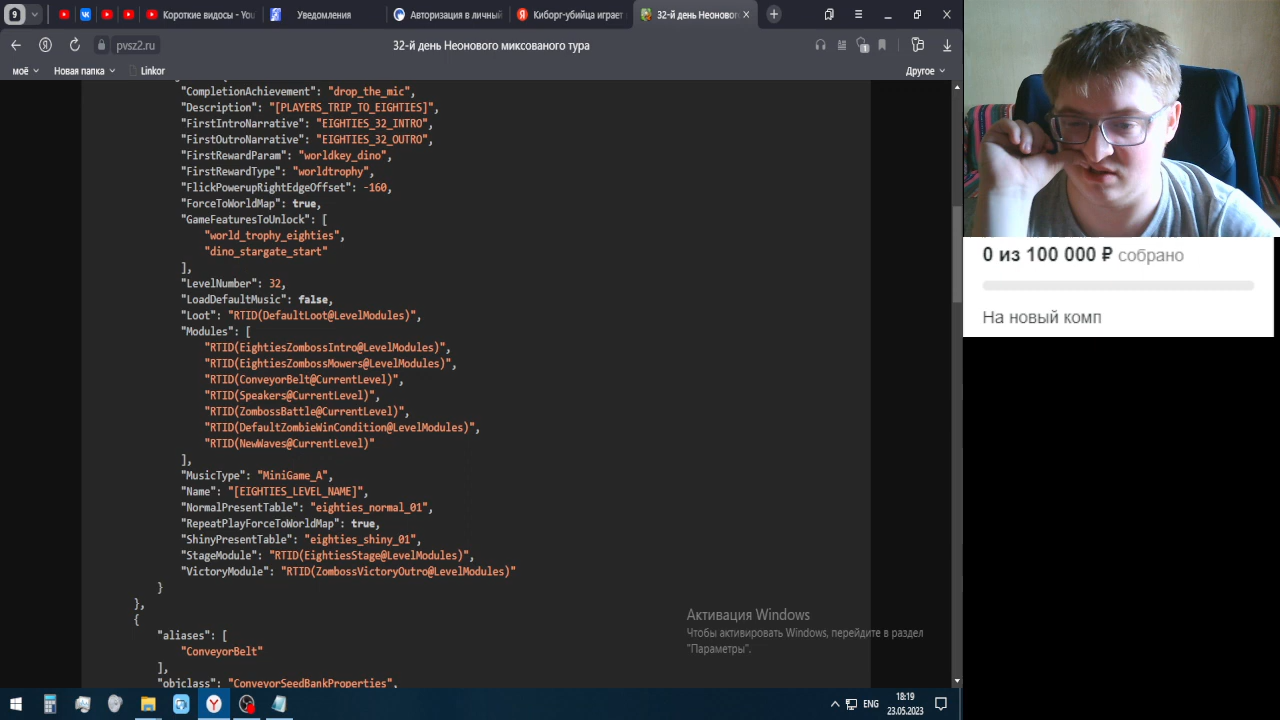 9
Короткие видосы - You
Уведомления
Авторизация в личный
Киборг-убийца играет
32-й день Неоновог
pvsz2.ru
32-й день Неонового миксованого тура
1
моё
Новая папка
Linkor
Другое
"CompletionAchievement": "drop_the_mic",
"Description": "[PLAYERS_TRIP_TO_EIGHTIES]",
"FirstIntroNarrative": "EIGHTIES_32_INTRO",
"FirstOutroNarrative": "EIGHTIES_32_OUTRO",
"FirstRewardParam": "worldkey_dino",
"FirstRewardType": "worldtrophy",
"FlickPowerupRightEdgeOffset": -160,
"ForceToWorldMap": true,
"GameFeaturesToUnlock": [
"world_trophy_eighties",
"dino_stargate_start"
],
"LevelNumber": 32,
"LoadDefaultMusic": false,
"Loot": "RTID(DefaultLoot@LevelModules)",
"Modules": [
"RTID(EightiesZombossIntro@LevelModules)",
"RTID(EightiesZombossMowers@LevelModules)",
"RTID(ConveyorBelt@CurrentLevel)",
"RTID(Speakers@CurrentLevel)",
"RTID(ZombossBattle@CurrentLevel)",
"RTID(DefaultZombieWinCondition@LevelModules)",
"RTID(NewWaves@CurrentLevel)"
],
"MusicType": "MiniGame_A",
"Name": "[EIGHTIES_LEVEL_NAME]",
"NormalPresentTable": "eighties_normal_01",
"RepeatPlayForceToWorldMap": true,
"ShinyPresentTable": "eighties_shiny_01",
"StageModule": "RTID(EightiesStage@LevelModules)",
"VictoryModule": "RTID(ZombossVictoryOutro@LevelModules)"
}
},
{
"aliases": [
"ConveyorBelt"
],
"objclass": "ConveyorSeedBankProperties",
Активация Windows
Чтобы активировать Windows, перейдите в раздел
"Параметры".
0 из 100 000 ₽ собрано
На новый комп
ENG
18:19
23.05.2023